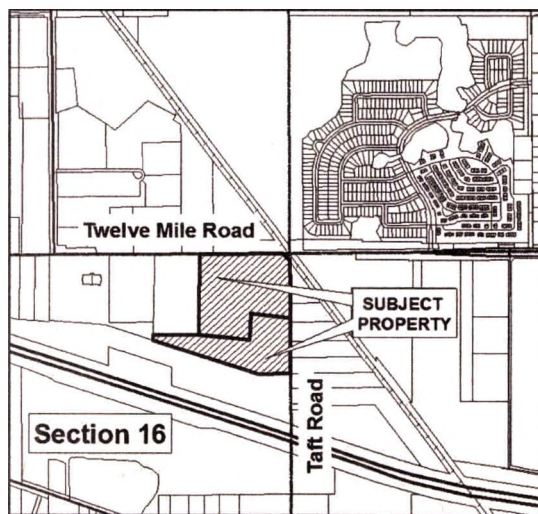 Twelve Mile Road
SUBJECT
PROPERTY
Section 16
Taft Road